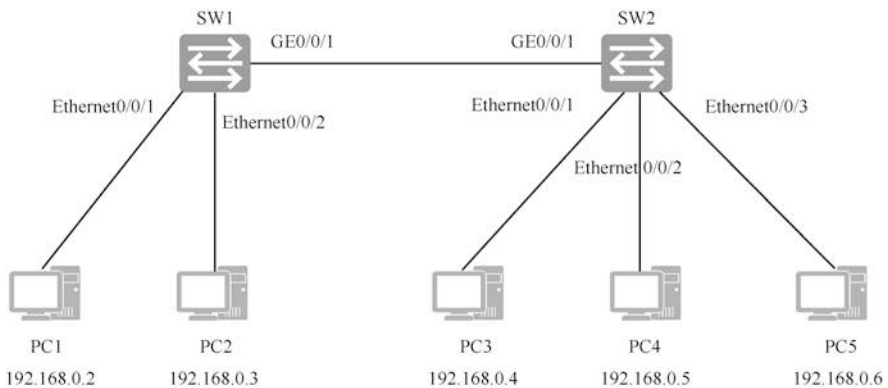 SW1
SW2
GE0/0/1
GE0/0/1
Ethernet0/0/1
Ethernet0/0/2
Ethernet0/0/1
Ethernet0/0/3
Ethernet 0/0/2
PC1
PC2
PC3
PC4
PC5
192.168.0.2
192.168.0.3
192.168.0.4
192.168.0.5
192.168.0.6